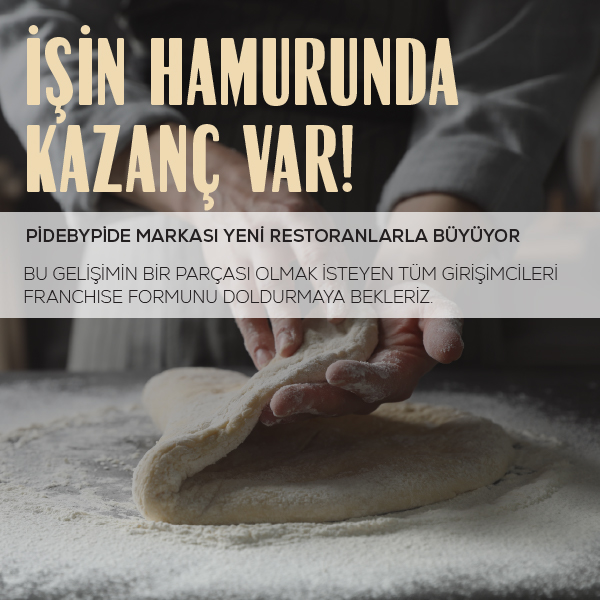 İŞİN HAMURUNDA
KAZANÇ VAR!
PİDEBYPİDE MARKASI YENİ RESTORANLARLA BÜYÜYOR
BU GELİŞİMİN BİR PARÇASI OLMAK İSTEYEN TÜM GİRİŞİMCİLERİ
FRANCHISE FORMUNU DOLDURMAYA BEKLERİZ.